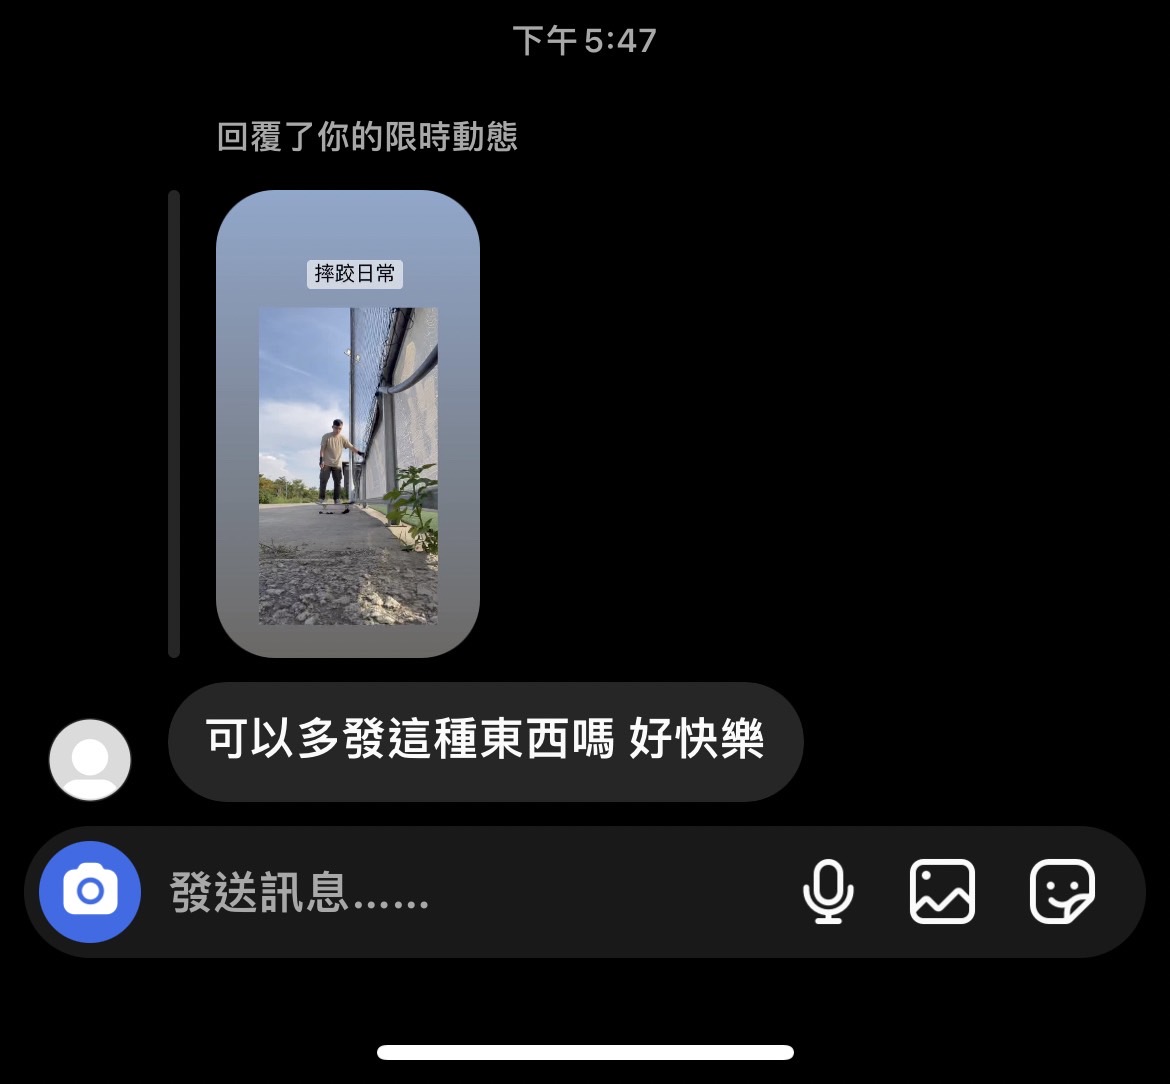 下午5:47
回覆了你的限時動態
摔跤日常
可以多發這種東西嗎 好快樂
發送訊息……